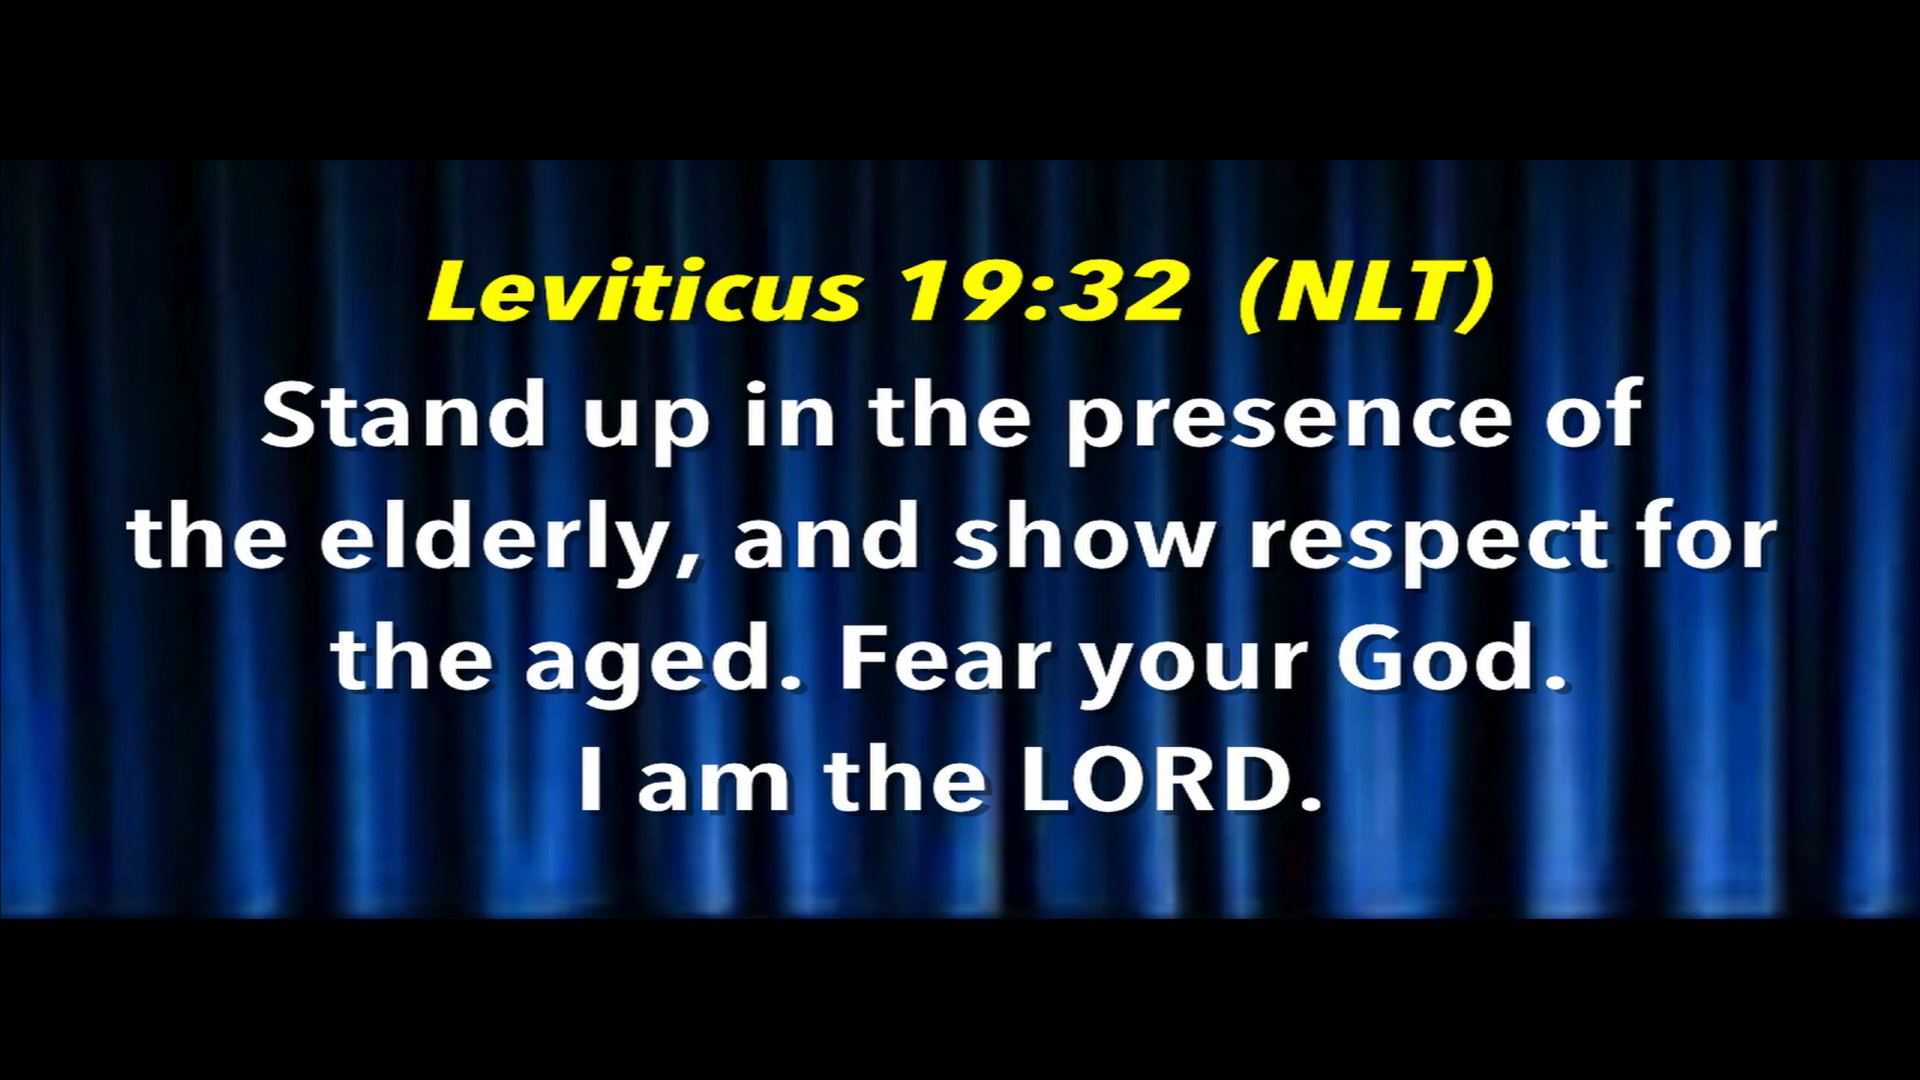 Leviticus 19:32 (NLT)
Stand up in the presence of
the elderly, and show respect for
the aged. Fear your God.
I am the LORD.